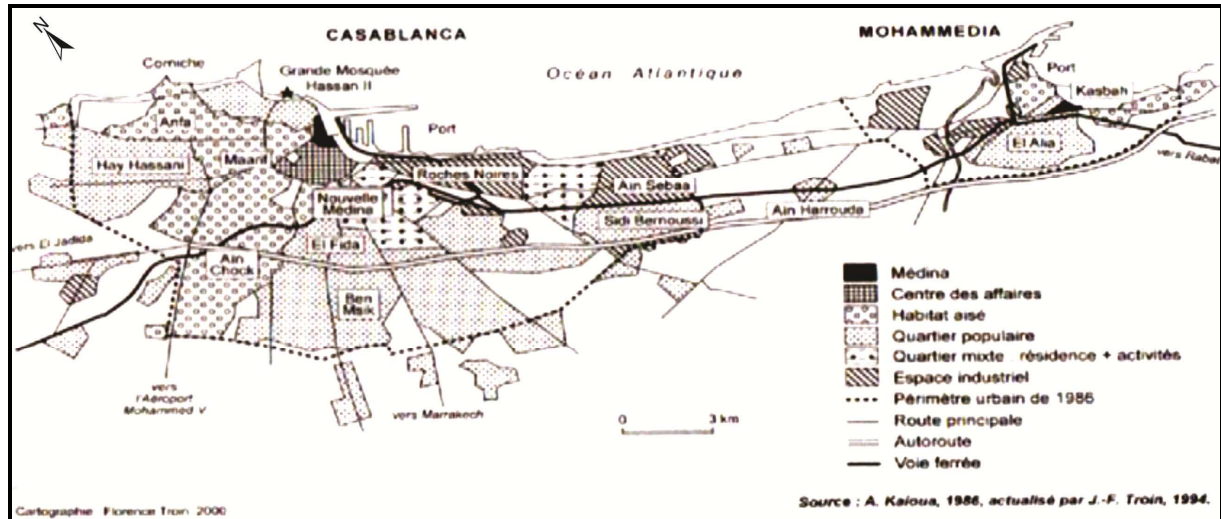 N
CASABLANCA
MOHAMMEDIA
Corniche
Grande Mosquée
Hassan II
Océan Atlantique
Port
Kasbah
Anfa
Port
Hay Hassani
Maarif
Roches Noires
El Alia
vers Rabat
Ain Sebaa
Nouvelle
Médina
Sidi Bernoussi
Ain Harrouda
vers El Jadida
El Fida
Ain
Chock
Ben
Msik
vers
l'Aéroport
Mohammed V
vers Marrakech
0 3 km
Médina
Centre des affaires
Habitat aisé
Quartier populaire
Quartier mixte : résidence + activités
Espace industriel
Périmètre urbain de 1986
Route principale
Autoroute
Voie ferrée
Cartographie Florence Troin 2000
Source : A. Kaioua, 1986, actualisé par J.-F. Troin, 1994.